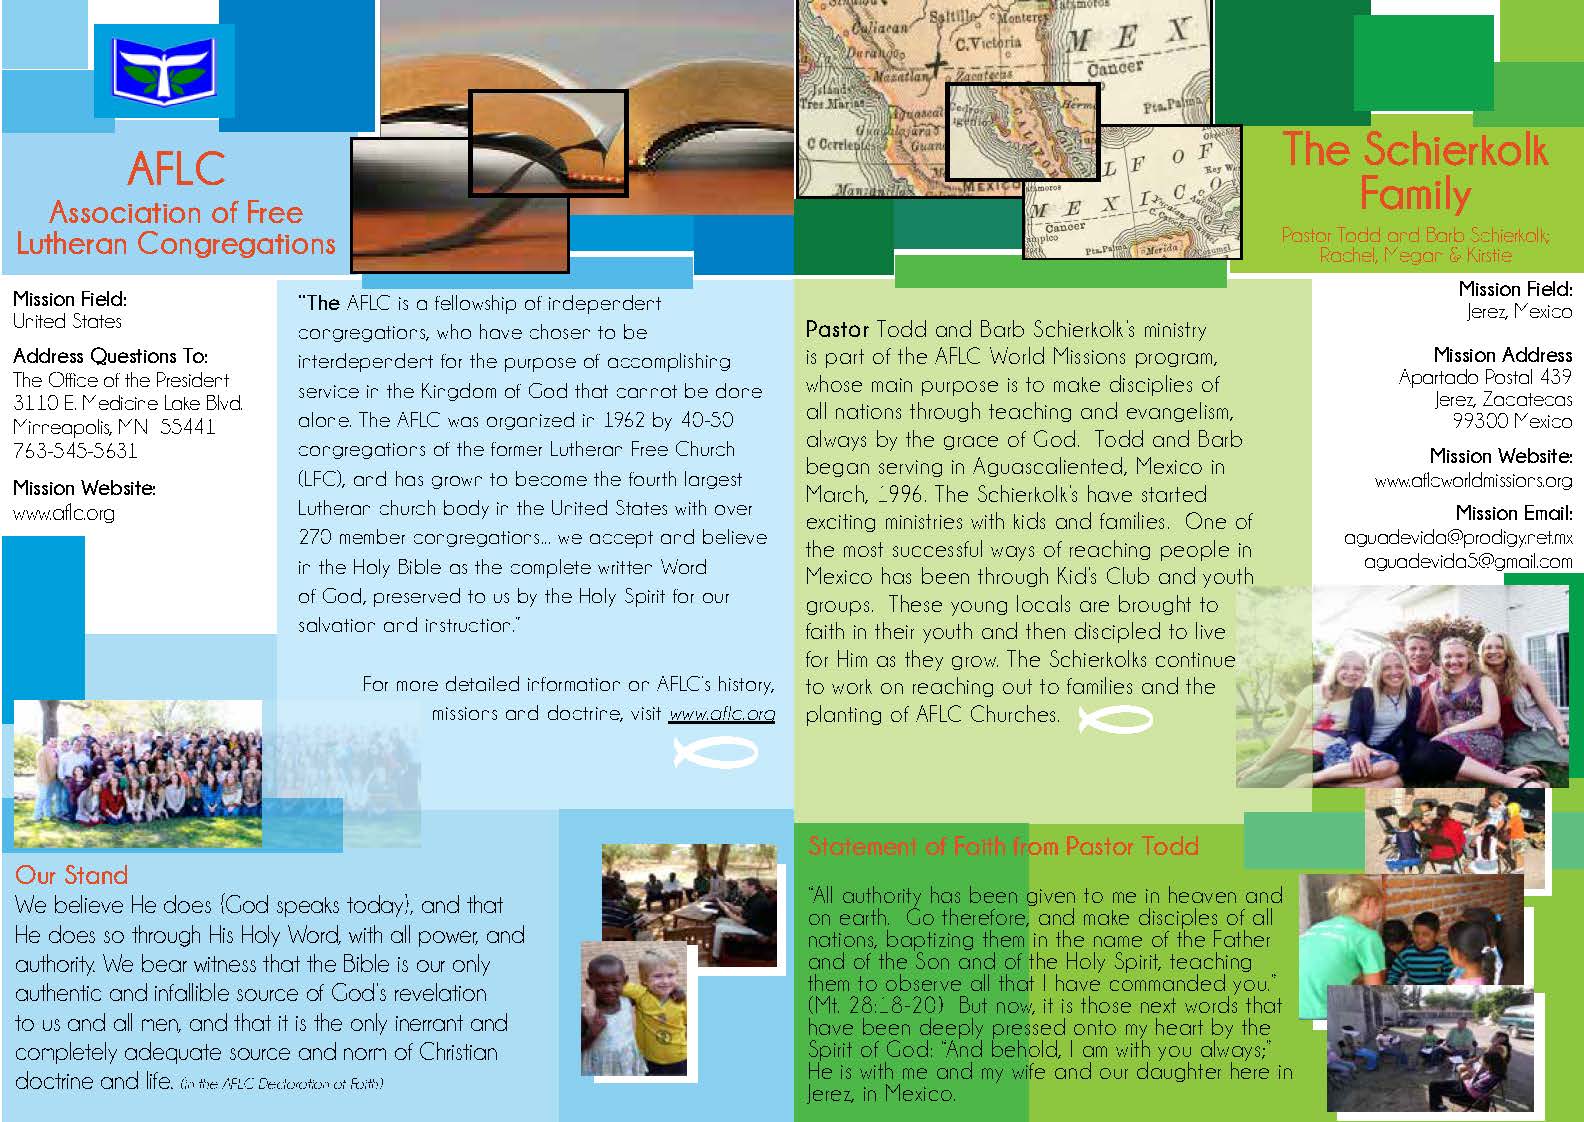 AFLC
Association of Free
Lutheran Congregations
Mission Field:
United States
Address Questions To:
The Office of the President
3110 E. Medicine Lake Blvd.
Minneapolis, MN  55441
763-545-5631
Mission Website:
www.aflc.org
"The AFLC is a fellowship of independent
congregations, who have chosen to be
interdependent for the purpose of accomplishing
service in the Kingdom of God that cannot be done
alone. The AFLC was organized in 1962 by 40-50
congregations of the former Lutheran Free Church
(LFC), and has grown to become the fourth largest
Lutheran church body in the United States with over
270 member congregations... we accept and believe
in the Holy Bible as the complete written Word
of God, preserved to us by the Holy Spirit for our
salvation and instruction."
For more detailed information on AFLC's history,
missions and doctrine, visit www.aflc.org
Our Stand
We believe He does {God speaks today}, and that
He does so through His Holy Word, with all power, and
authority. We bear witness that the Bible is our only
authentic and infallible source of God's revelation
to us and all men, and that it is the only inerrant and
completely adequate source and norm of Christian
doctrine and life. (in the AFLC Declaration of Faith)
Culiacan
Saltillo
Monterey
Matamoros
Durango
C.Victoria
Mazatlan
Zacatecas
MEX
Cancer
Islands
Tres Marias
Aguascal
Guadalajara
Guana
C Corrientes
Manzanillo
MEXICO
Pta.Palma
Cedros
Herm
CALIFO
LF OF
Key W
MEXICO
Cancer
ampico
Pta.Palma
Merida
The Schierkolk
Family
Pastor Todd and Barb Schierkolk;
Rachel, Megan & Kirstie
Pastor Todd and Barb Schierkolk's ministry
is part of the AFLC World Missions program,
whose main purpose is to make disciplies of
all nations through teaching and evangelism,
always by the grace of God.  Todd and Barb
began serving in Aguascaliented, Mexico in
March, 1996. The Schierkolk's have started
exciting ministries with kids and families.  One of
the most successful ways of reaching people in
Mexico has been through Kid's Club and youth
groups.  These young locals are brought to
faith in their youth and then discipled to live
for Him as they grow. The Schierkolks continue
to work on reaching out to families and the
planting of AFLC Churches.
Mission Field:
Jerez, Mexico
Mission Address
Apartado Postal 439
Jerez, Zacatecas
99300 Mexico
Mission Website:
www.aflcworldmissions.org
Mission Email:
aguadevida@prodigy.net.mx
aguadevida5@gmail.com
Statement of Faith from Pastor Todd
"All authority has been given to me in heaven and
on earth.  Go therefore, and make disciples of all
nations, baptizing them in the name of the Father
and of the Son and of the Holy Spirit, teaching
them to observe all that I have commanded you."
(Mt. 28:18-20)  But now, it is those next words that
have been deeply pressed onto my heart by the
Spirit of God: "And behold, I am with you always;"
He is with me and my wife and our daughter here in
Jerez, in Mexico.